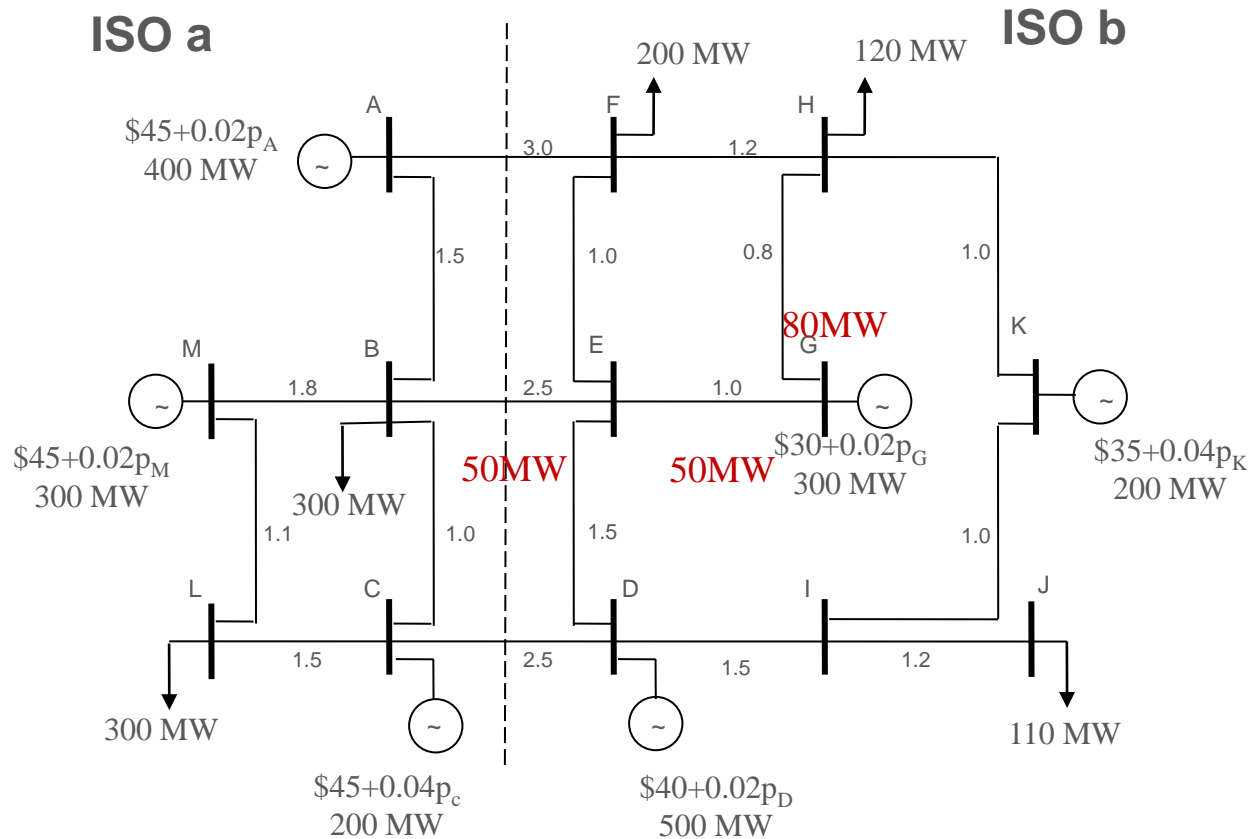 ISO a
ISO b
200 MW
120 MW
A
F
H
$45+0.02p_A
400 MW
~
3.0
1.2
1.5
1.0
0.8
1.0
80MW
M
B
E
G
K
~
1.8
2.5
1.0
~
~
$45+0.02p_M
300 MW
50MW
50MW
$30+0.02p_G
300 MW
$35+0.04p_K
200 MW
300 MW
1.1
1.0
1.5
1.0
L
C
D
I
J
1.5
2.5
1.5
1.2
300 MW
~
~
110 MW
$45+0.04p_c
200 MW
$40+0.02p_D
500 MW